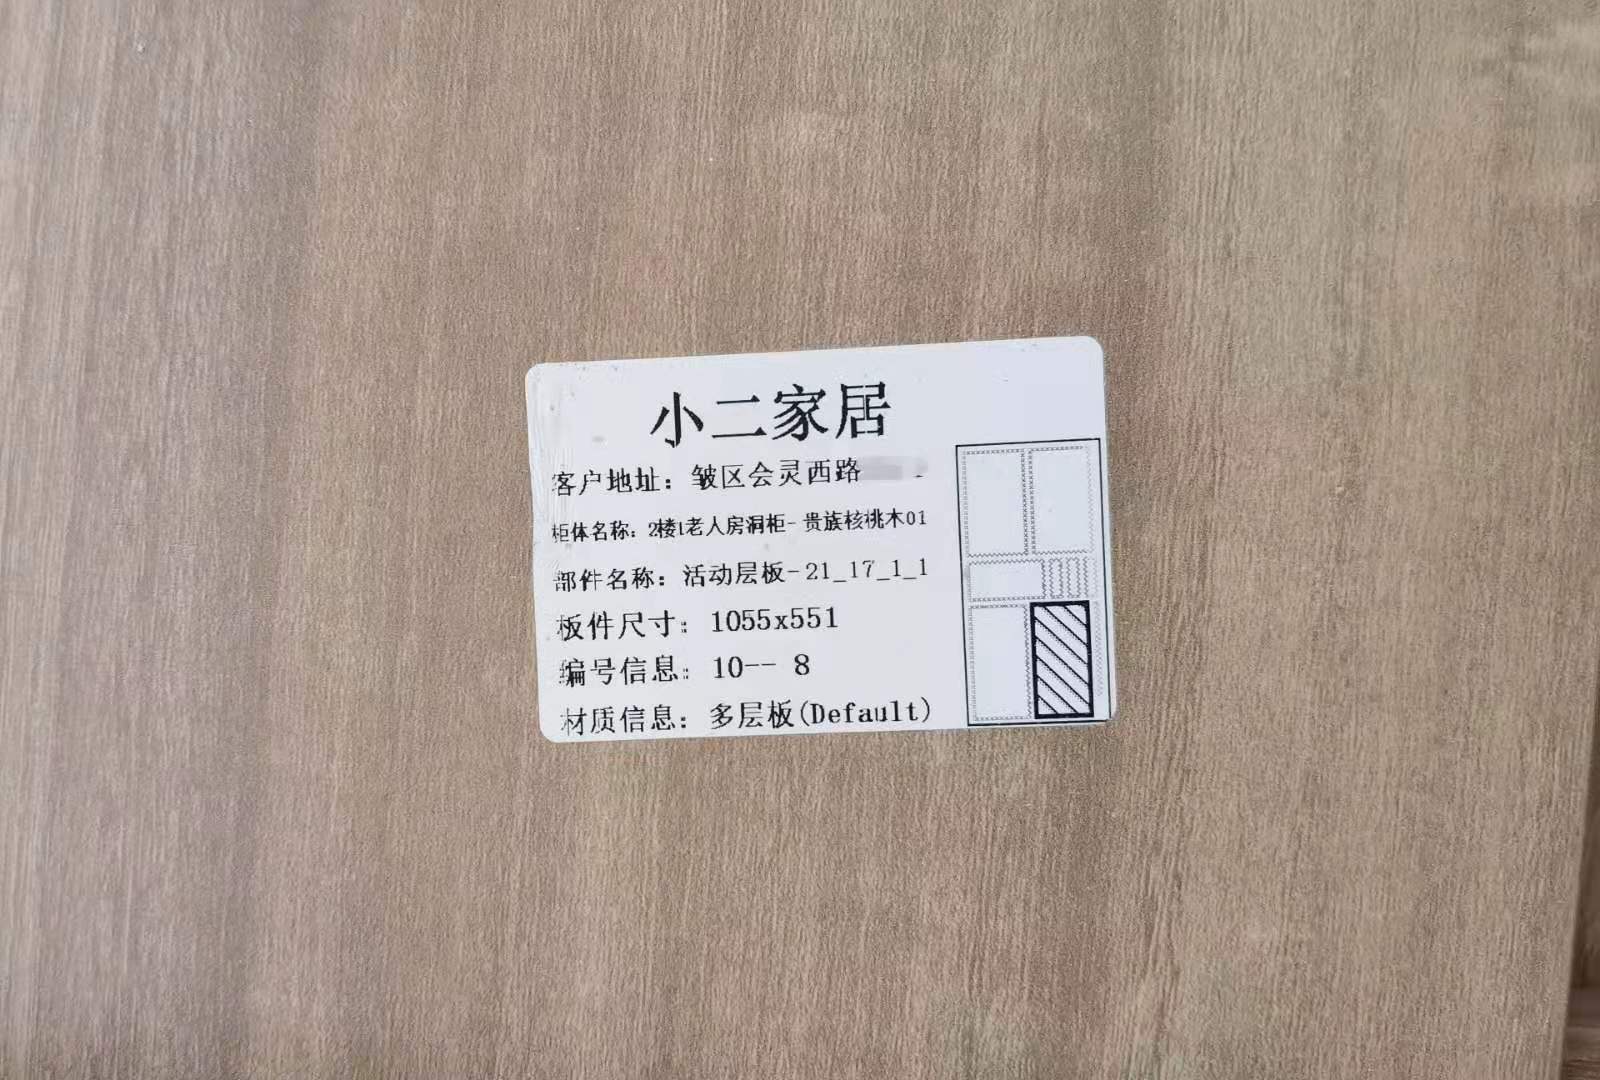 小二家居
客户地址：皱区会灵西路
柜体名称：2楼1老人房洞柜-贵族核桃木01
部件名称：活动层板-21_17_1_1
板件尺寸：1055x551
编号信息：10-- 8
材质信息：多层板(Default)